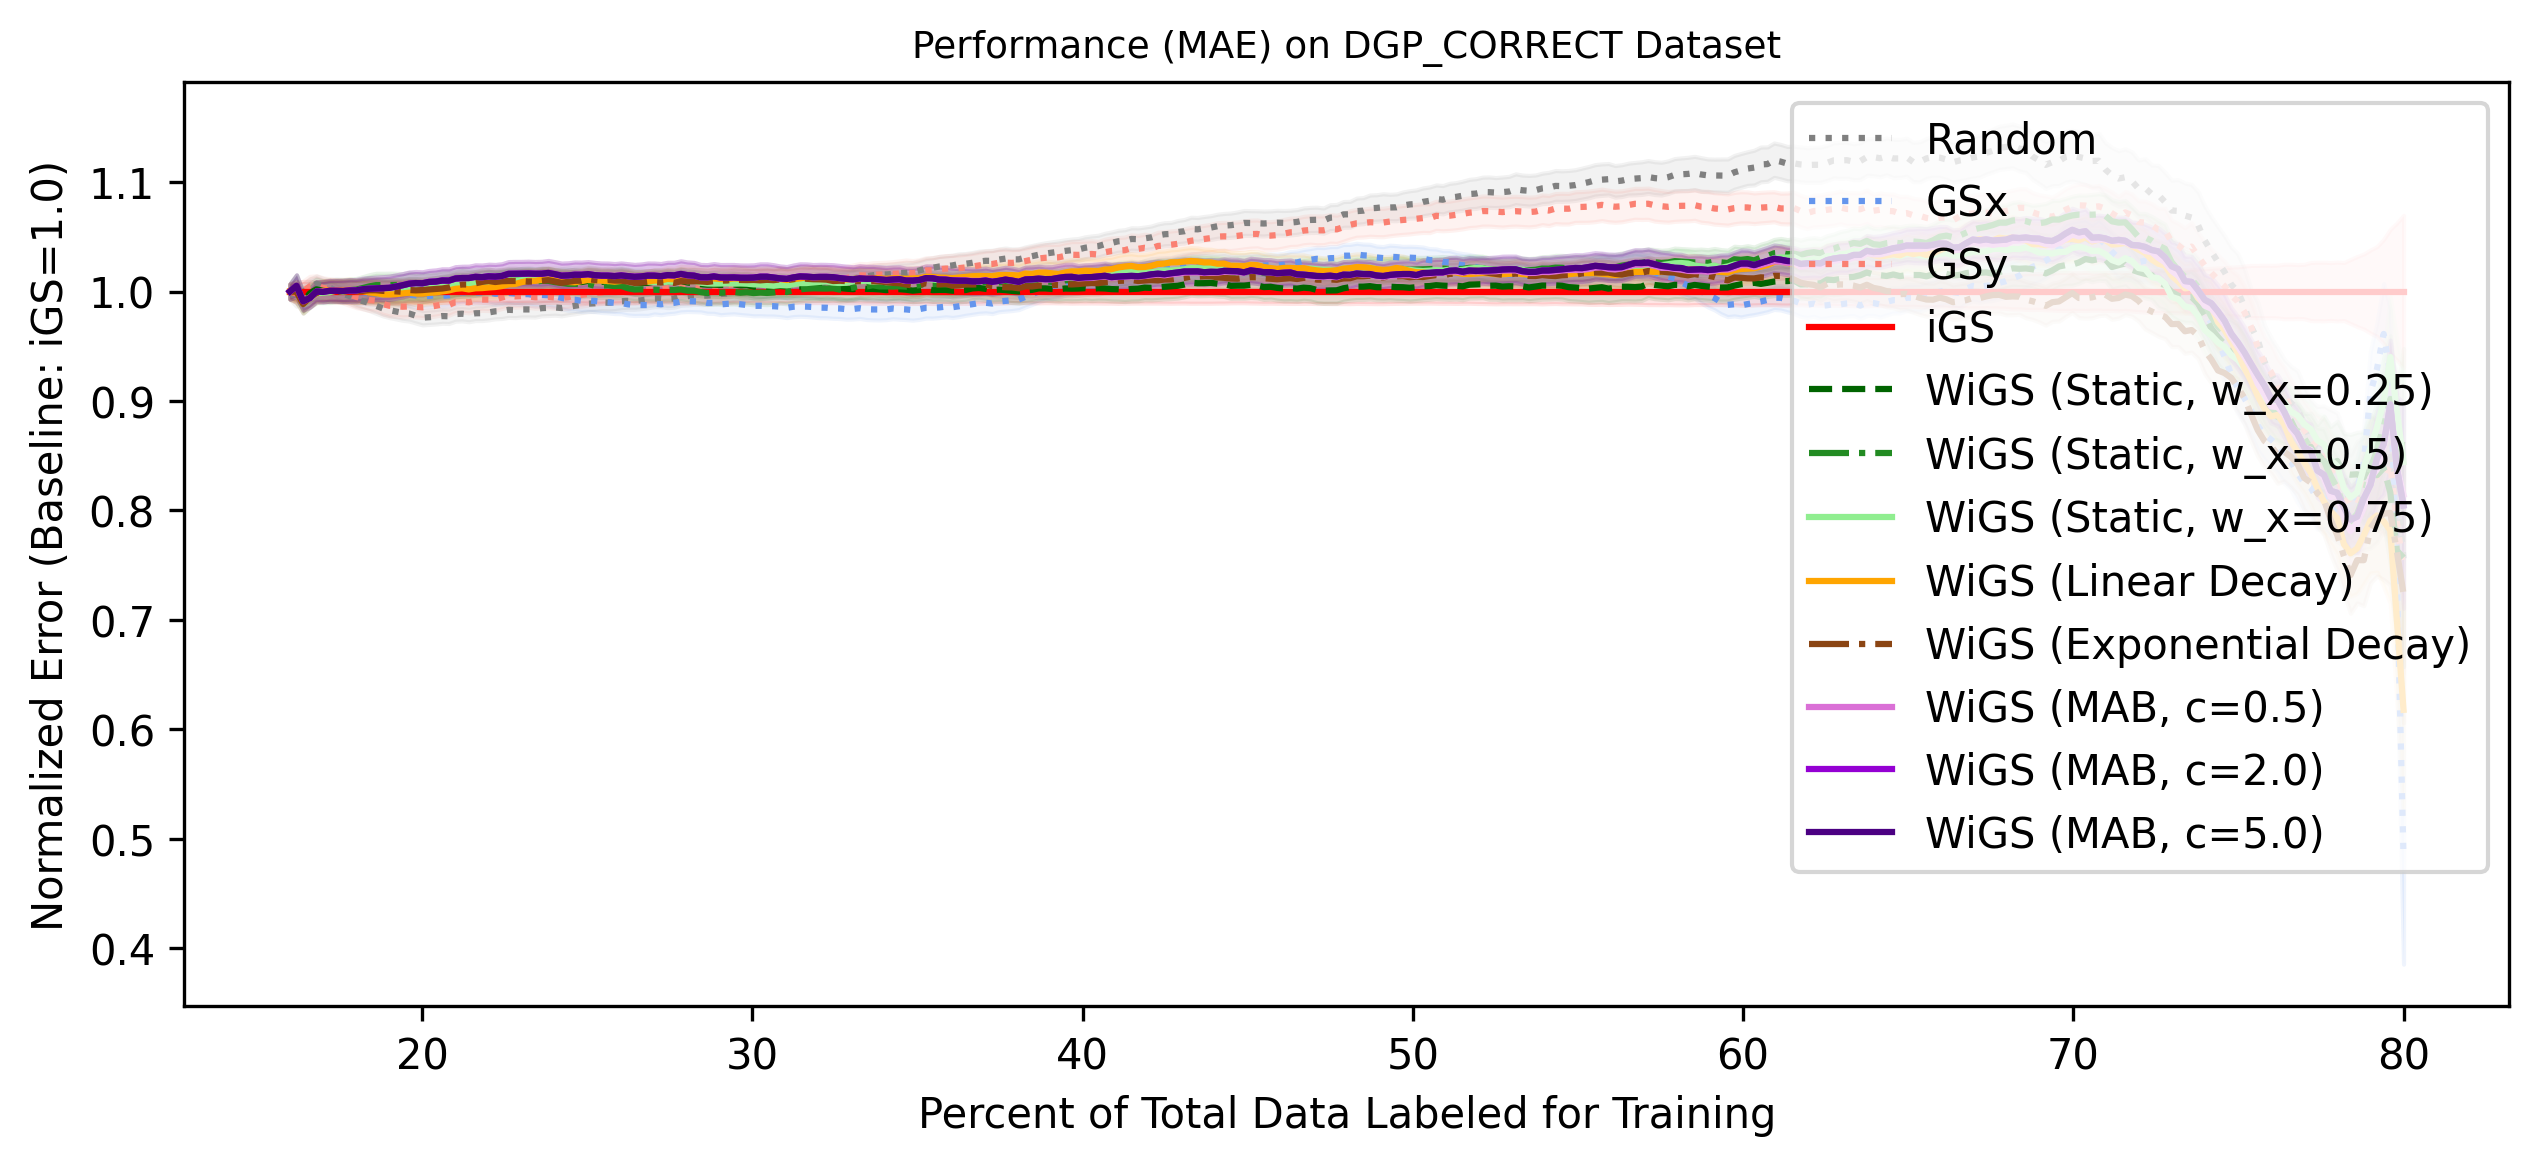 Performance (MAE) on DGP_CORRECT Dataset
Normalized Error (Baseline: iGS=1.0)
1.1
1.0
0.9
0.8
0.7
0.6
0.5
0.4
Random
GSx
GSy
iGS
WiGS (Static, w_x=0.25)
WiGS (Static, w_x=0.5)
WiGS (Static, w_x=0.75)
WiGS (Linear Decay)
WiGS (Exponential Decay)
WiGS (MAB, c=0.5)
WiGS (MAB, c=2.0)
WiGS (MAB, c=5.0)
20 30 40 50 60 70 80
Percent of Total Data Labeled for Training